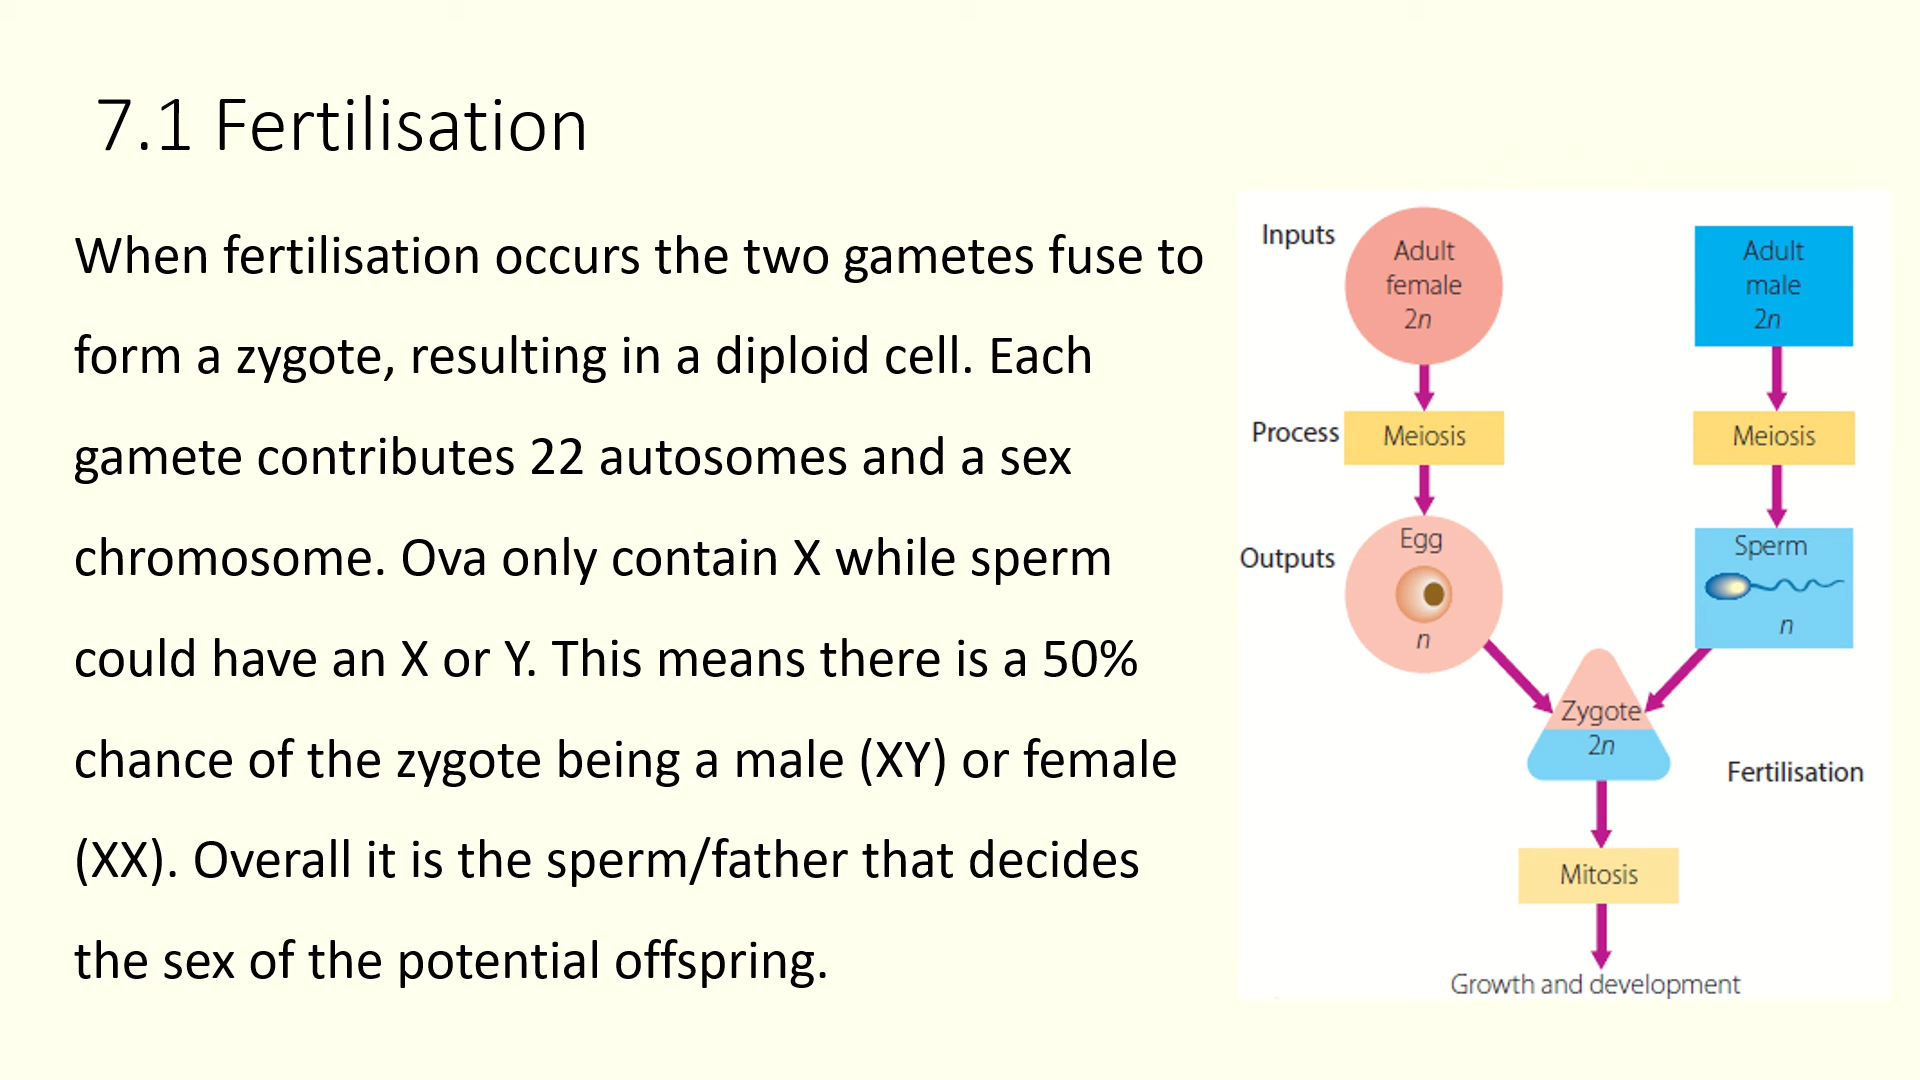 7.1 Fertilisation
When fertilisation occurs the two gametes fuse to
form a zygote, resulting in a diploid cell. Each
gamete contributes 22 autosomes and a sex
chromosome. Ova only contain X while sperm
could have an X or Y. This means there is a 50%
chance of the zygote being a male (XY) or female
(XX). Overall it is the sperm/father that decides
the sex of the potential offspring.
Inputs
Adult
female
2n
Adult
male
2n
Process
Meiosis
Meiosis
Outputs
Egg
n
Sperm
n
Zygote
2n
Fertilisation
Mitosis
Growth and development